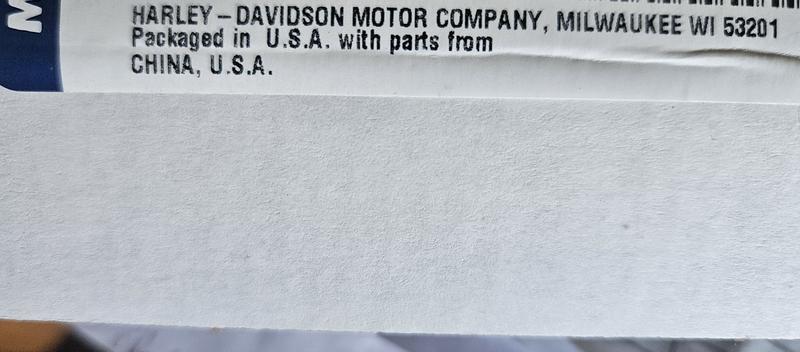 HARLEY-DAVIDSON MOTOR COMPANY, MILWAUKEE WI 53201
Packaged in U.S.A. with parts from
CHINA, U.S.A.
M